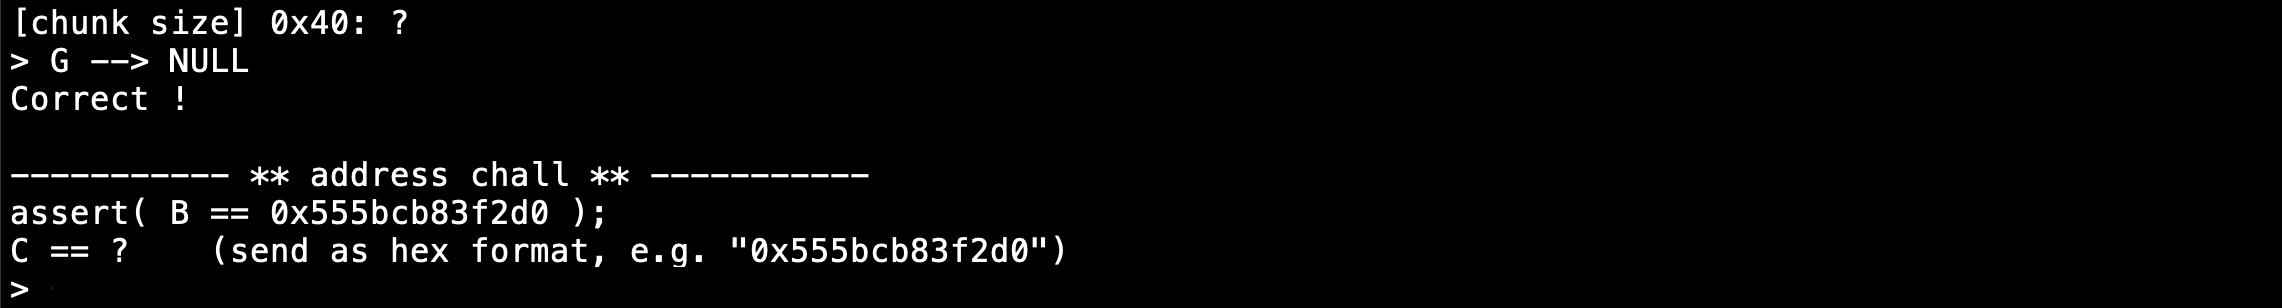 [chunk size] 0x40: ?
> G --> NULL
Correct !
----------- ** address chall ** -----------
assert( B == 0x555bcb83f2d0 );
C == ?    (send as hex format, e.g. "0x555bcb83f2d0")
>